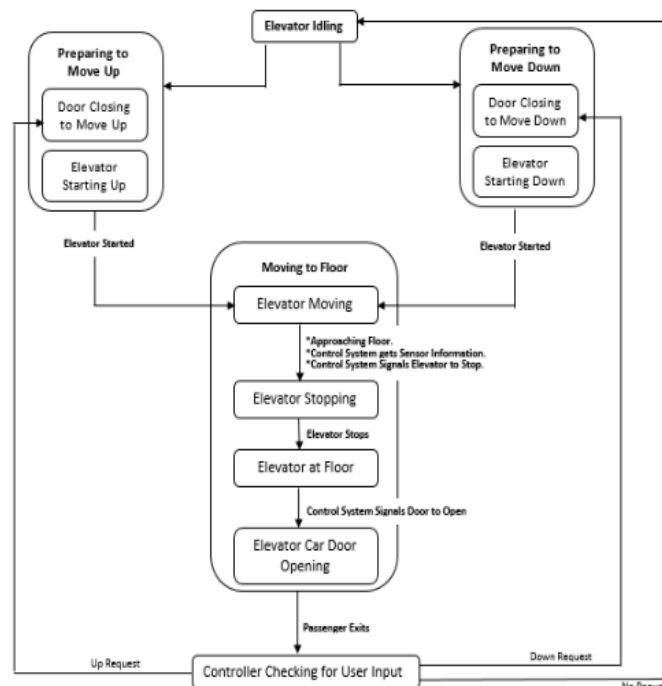 Elevator Idling
Preparing to
Move Up
Door Closing
to Move Up
Elevator
Starting Up
Preparing to
Move Down
Door Closing
to Move Down
Elevator
Starting Down
Elevator Started
Elevator Started
Moving to Floor
Elevator Moving
*Approaching Floor.
*Control System gets Sensor Information.
*Control System Signals Elevator to Stop.
Elevator Stopping
Elevator Stops
Elevator at Floor
Control System Signals Door to Open
Elevator Car Door
Opening
Passenger Exits
Up Request
Controller Checking for User Input
Down Request
No